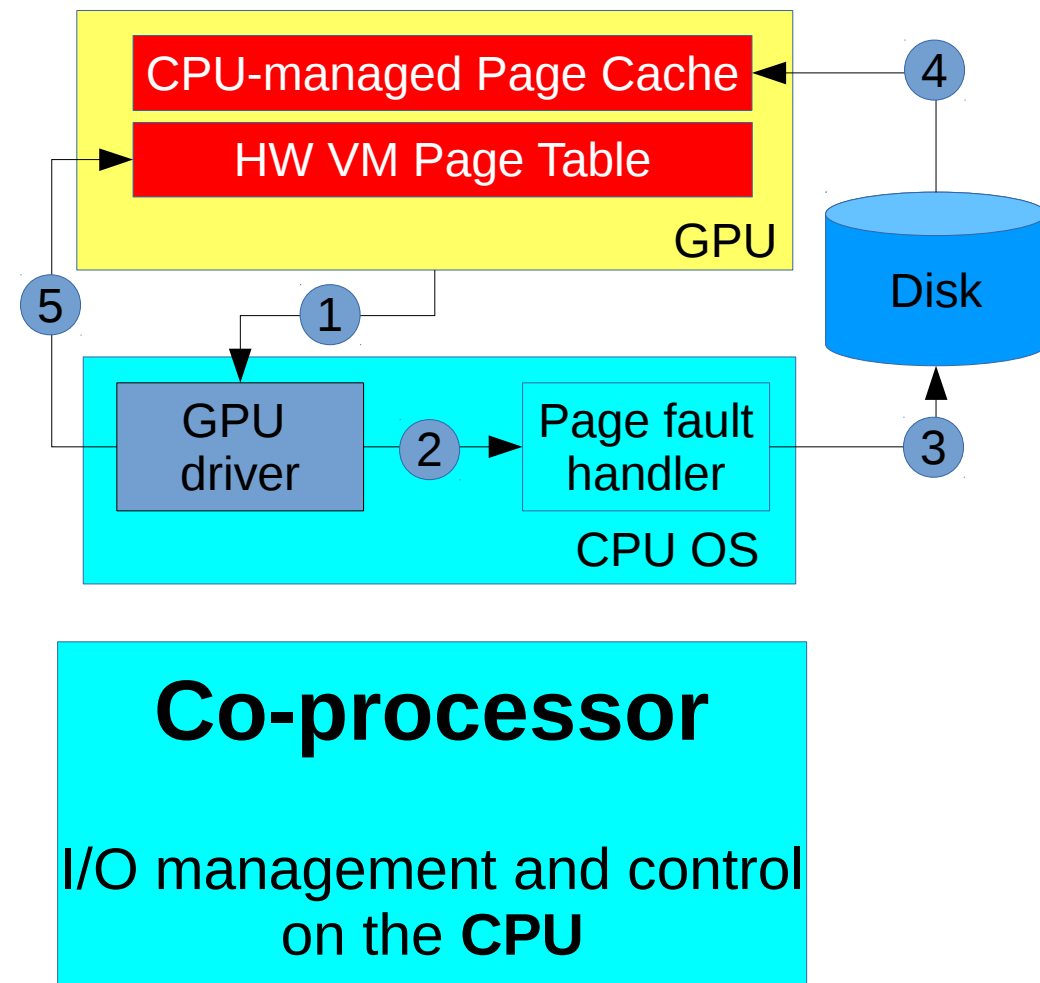 CPU-managed Page Cache
4
HW VM Page Table
GPU
Disk
5
1
GPU
driver
2
Page fault
handler
3
CPU OS
Co-processor
I/O management and control
on the CPU